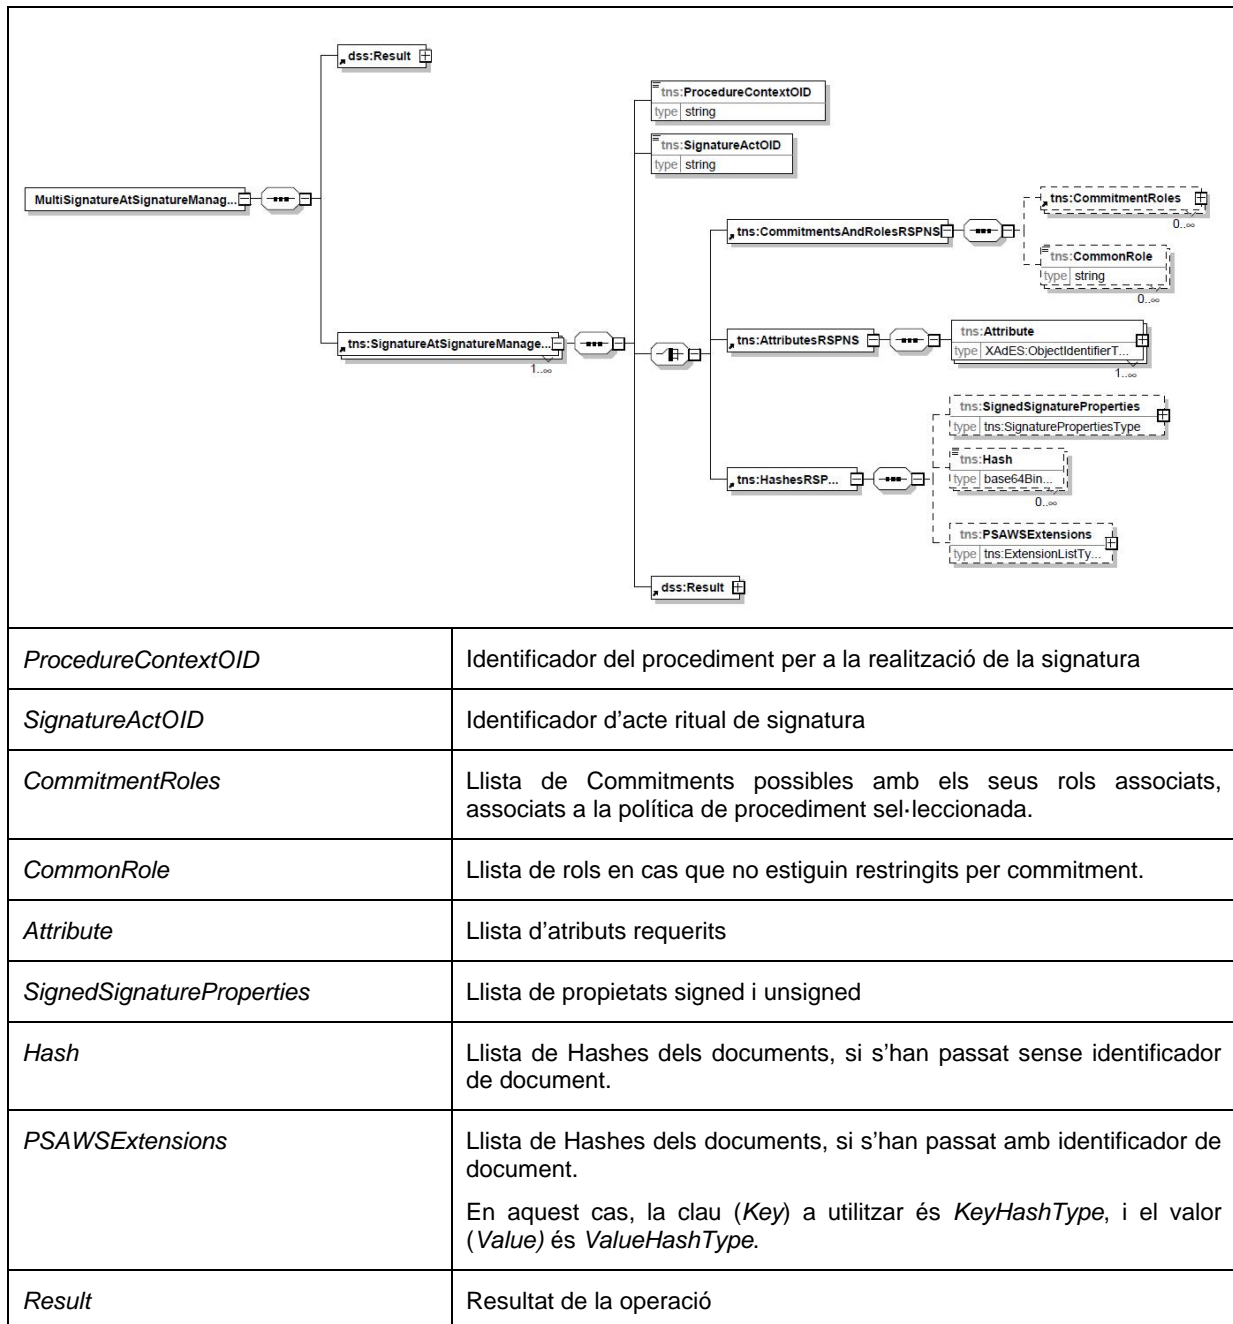 dss:Result
tns:ProcedureContextOID
type string
tns:SignatureActOID
type string
MultiSignatureAtSignatureManag...
tns:CommitmentsAndRolesRSPNS
tns:CommitmentRoles
0..∞
tns:CommonRole
type string
0..∞
tns:SignatureAtSignatureManage...
1..∞
tns:AttributesRSPNS
tns:Attribute
type XAdES:ObjectIdentifierT...
1..∞
tns:SignedSignatureProperties
type tns:SignaturePropertiesType
tns:HashesRSP...
tns:Hash
type base64Bin...
0..∞
tns:PSAWSExtensions
type tns:ExtensionListTy...
dss:Result
ProcedureContextOID
Identificador del procediment per a la realització de la signatura
SignatureActOID
Identificador d’acte ritual de signatura
CommitmentRoles
Llista de Commitments possibles amb els seus rols associats,
associats a la política de procediment sel·leccionada.
CommonRole
Llista de rols en cas que no estiguin restringits per commitment.
Attribute
Llista d’atributs requerits
SignedSignatureProperties
Llista de propietats signed i unsigned
Hash
Llista de Hashes dels documents, si s’han passat sense identificador
de document.
PSAWSExtensions
Llista de Hashes dels documents, si s’han passat amb identificador de
document.
En aquest cas, la clau (Key) a utilitzar és KeyHashType, i el valor
(Value) és ValueHashType.
Result
Resultat de la operació